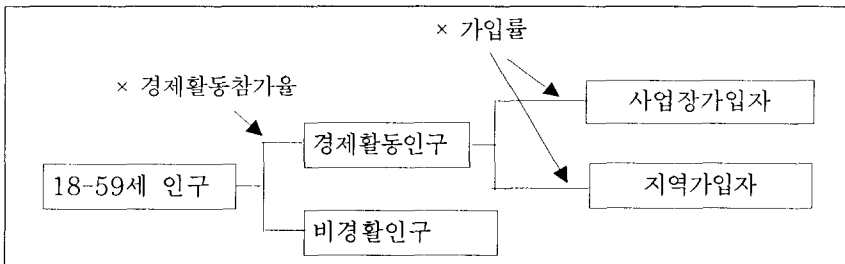 × 가입률
× 경제활동참가율
사업장가입자
경제활동인구
18-59세 인구
지역가입자
비경활인구